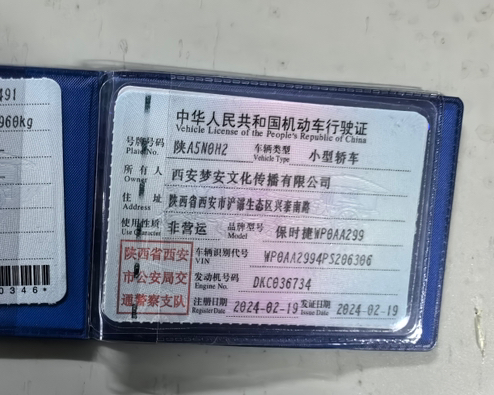 491
960kg
0346*
中华人民共和国机动车行驶证
Vehicle License of the People's Republic of China
号牌号码 Plate No. 陕A5N0H2 车辆类型 Vehicle Type 小型轿车
所有人 Owner 西安梦安文化传播有限公司
住址 Address 陕西省西安市浐灞生态区兴泰南路
使用性质 Use Character 非营运 品牌型号 Model 保时捷WP0AA299
陕西省西安
市公安局交
通警察支队
车辆识别代号 VIN WP0AA2994PS206306
发动机号码 Engine No. DKC036734
注册日期 Register Date 2024-02-19 发证日期 Issue Date 2024-02-19